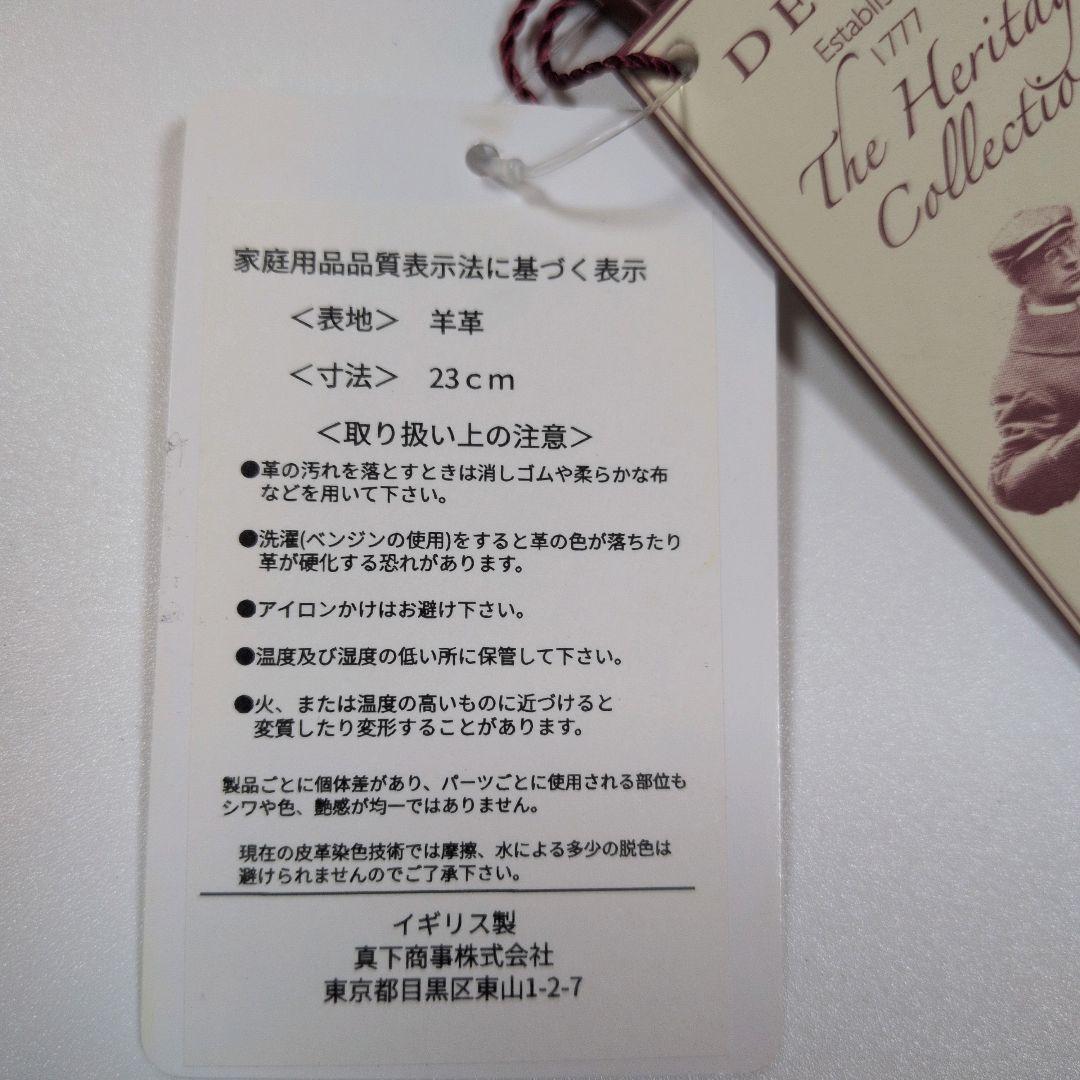 家庭用品品質表示法に基づく表示
＜表地＞ 羊革
＜寸法＞ 23ｃｍ
＜取り扱い上の注意＞
●革の汚れを落とすときは消しゴムや柔らかな布
などを用いて下さい。
●洗濯(ベンジンの使用)をすると革の色が落ちたり
革が硬化する恐れがあります。
●アイロンかけはお避け下さい。
●温度及び湿度の低い所に保管して下さい。
●火、または温度の高いものに近づけると
変質したり変形することがあります。
製品ごとに個体差があり、パーツごとに使用される部位も
シワや色、艶感が均一ではありません。
現在の皮革染色技術では摩擦、水による多少の脱色は
避けられませんのでご了承下さい。
イギリス製
真下商事株式会社
東京都目黒区東山1-2-7
DE
Establis
1777
The Heritag
Collectio